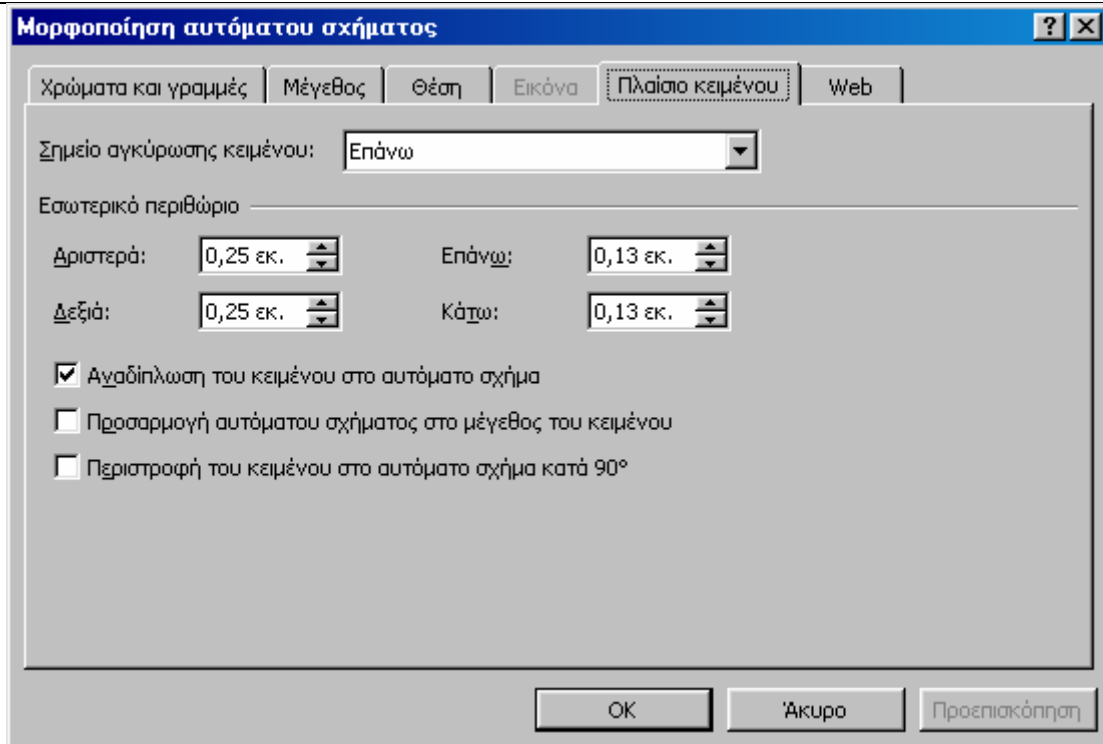 Μορφοποίηση αυτόματου σχήματος
Χρώματα και γραμμές Μέγεθος Θέση Εικόνα Πλαίσιο κειμένου Web
Σημείο αγκύρωσης κειμένου: Επάνω
Εσωτερικό περιθώριο
Αριστερά: 0,25 εκ. Επάνω: 0,13 εκ.
Δεξιά: 0,25 εκ. Κάτω: 0,13 εκ.
Αναδίπλωση του κειμένου στο αυτόματο σχήμα
Προσαρμογή αυτόματου σχήματος στο μέγεθος του κειμένου
Περιστροφή του κειμένου στο αυτόματο σχήμα κατά 90°
OK Άκυρο Προεπισκόπηση